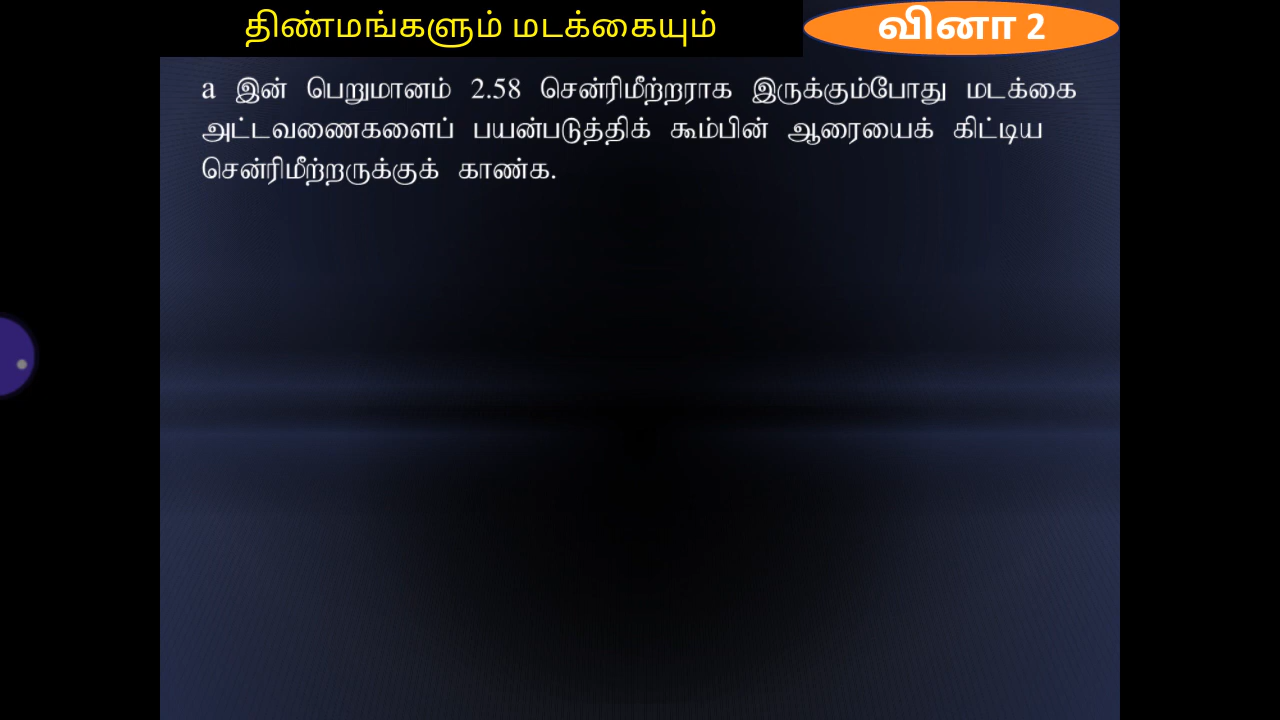 திண்மங்களும் மடக்கையும்
வினா 2
a இன் பெறுமானம் 2.58 சென்ரிமீற்றராக இருக்கும்போது மடக்கை
அட்டவணைகளைப் பயன்படுத்திக் கூம்பின் ஆரையைக் கிட்டிய
சென்ரிமீற்றருக்குக் காண்க.